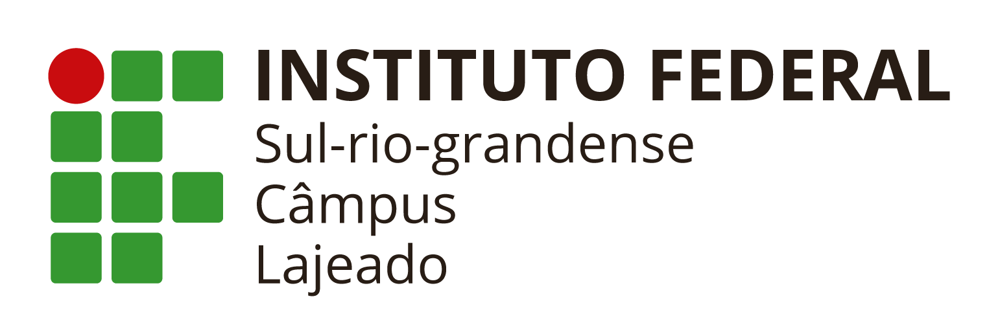 INSTITUTO FEDERAL
Sul-rio-grandense
Câmpus
Lajeado